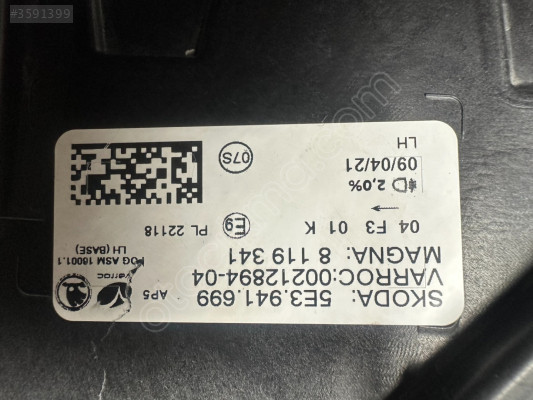 #3591399
SKODA: 5E3.941.699
VARROC:00212894-04
MAGNA: 8 119 341
AP5
04 F3 01 K
2,0%
09/04/21
LH
E9 PL 22118
07S
varroc
FOG ASM 16001.1
LH (BASE)